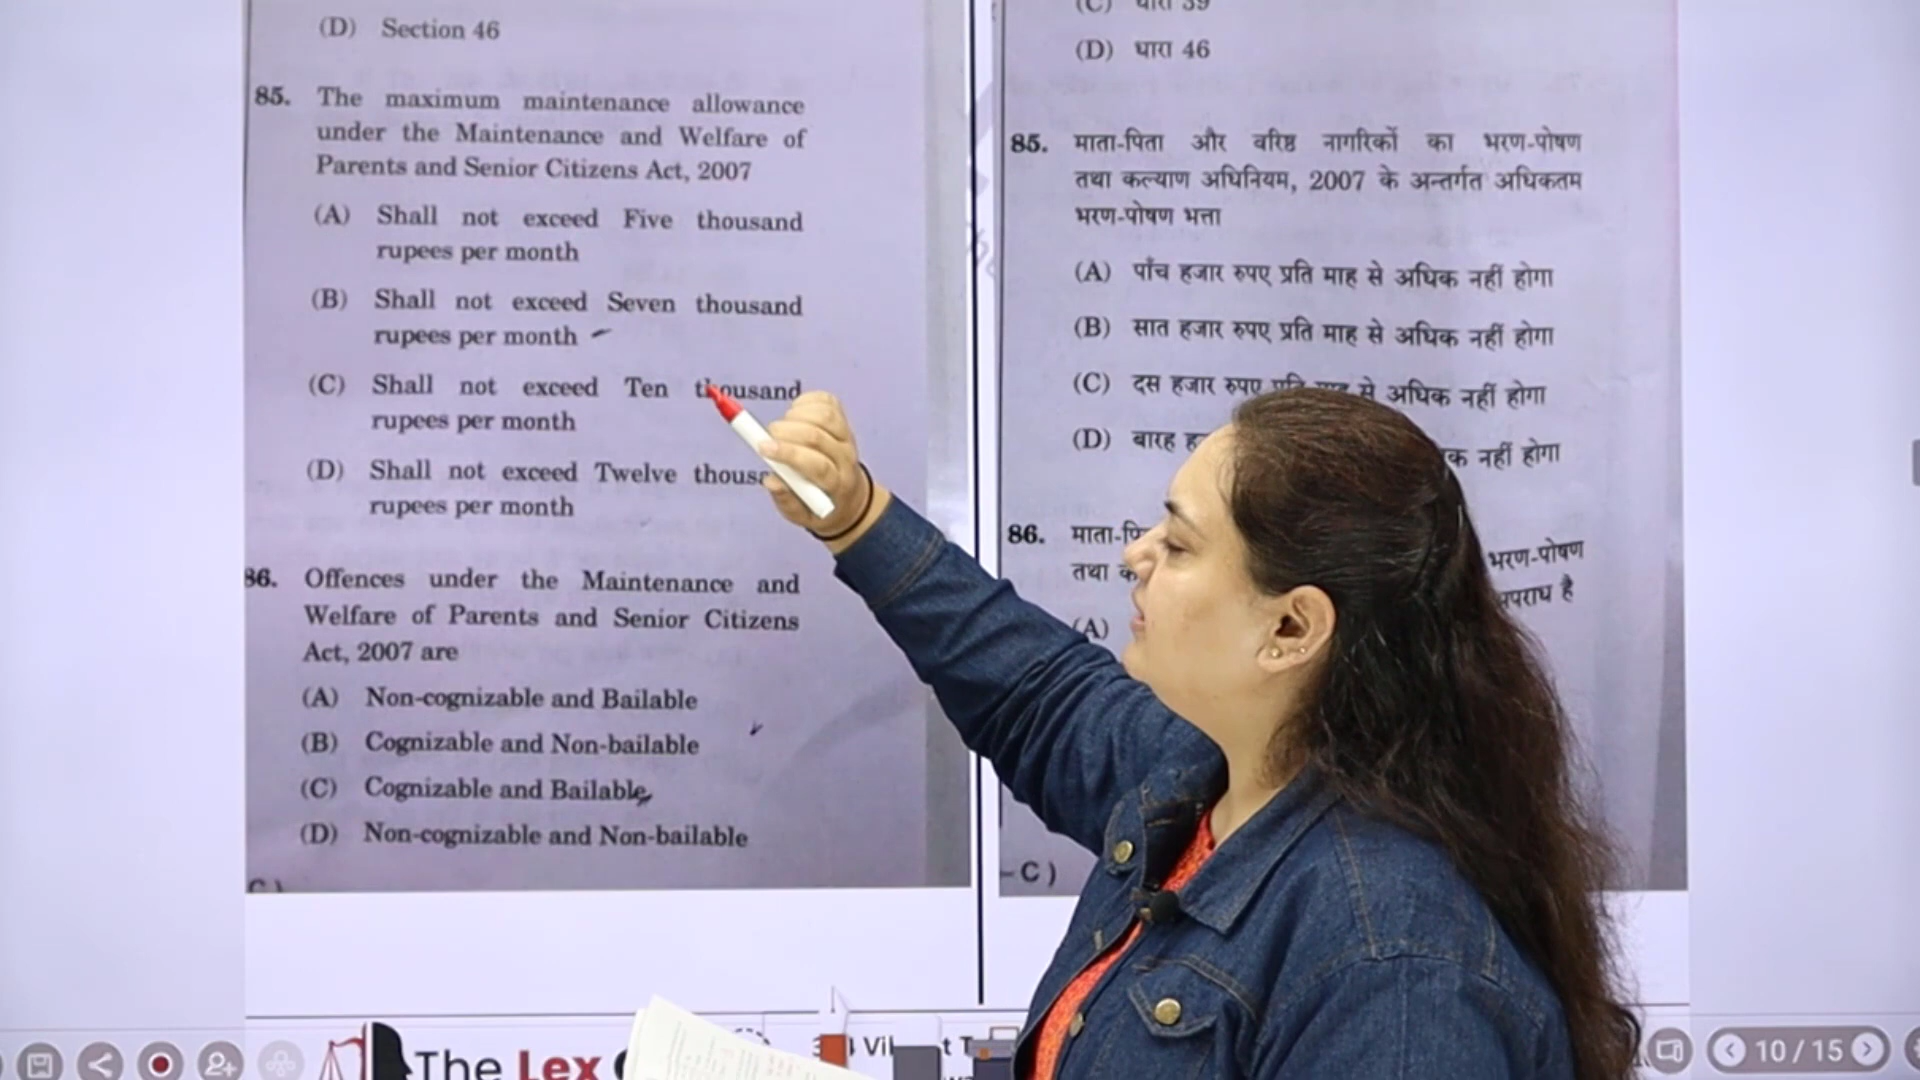 (D) Section 46
85. The maximum maintenance allowance
under the Maintenance and Welfare of
Parents and Senior Citizens Act, 2007
(A) Shall not exceed Five thousand
rupees per month
(B) Shall not exceed Seven thousand
rupees per month
(C) Shall not exceed Ten thousand
rupees per month
(D) Shall not exceed Twelve
rupees per month
86. Offences under the Maintenance and
Welfare of Parents and Senior Citizens
Act, 2007 are
(A) Non-cognizable and Bailable
(B) Cognizable and Non-bailable
(C) Cognizable and Bailable
(D) Non-cognizable and Non-bailable
(C) धारा 39
(D) धारा 46
85. माता-पिता और वरिष्ठ नागरिकों का भरण-पोषण
तथा कल्याण अधिनियम, 2007 के अन्तर्गत अधिकतम
भरण-पोषण भत्ता
(A) पाँच हजार रुपए प्रति माह से अधिक नहीं होगा
(B) सात हजार रुपए प्रति माह से अधिक नहीं होगा
(C) दस हजार रुपए प्रति माह से अधिक नहीं होगा
(D) बारह नहीं होगा
86. भरण-पोषण
तथा है
(A)
- C )
The Lex
10 / 15